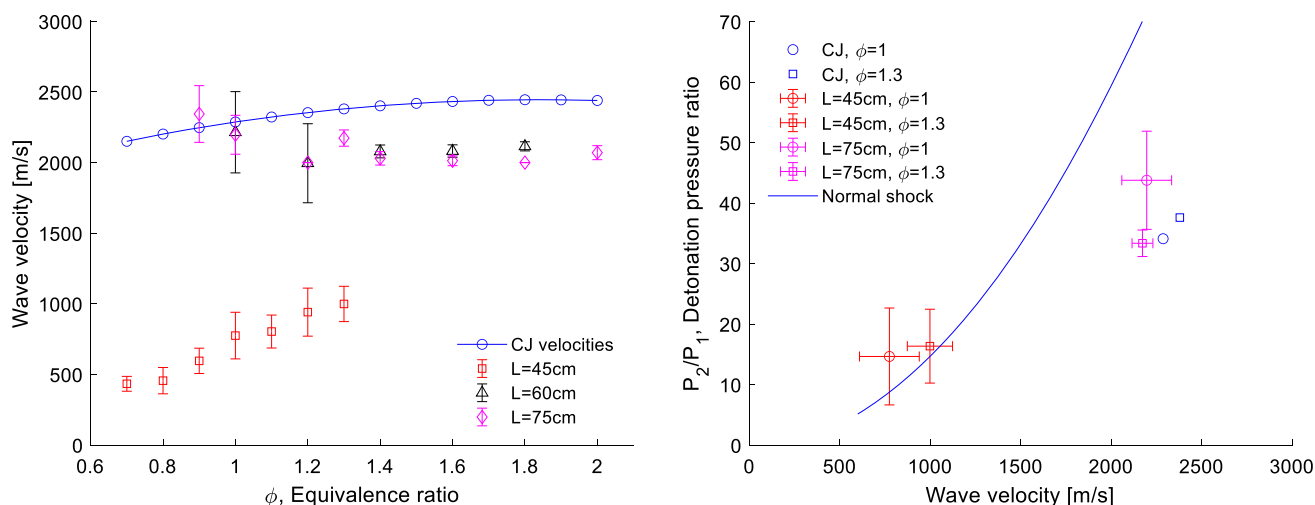 3000
2500
2000
1500
1000
500
0
Wave velocity [m/s]
0.6 0.8 1 1.2 1.4 1.6 1.8 2
ϕ, Equivalence ratio
CJ velocities
L=45cm
L=60cm
L=75cm
70
60
50
40
30
20
10
0
P2/P1, Detonation pressure ratio
0 500 1000 1500 2000 2500 3000
Wave velocity [m/s]
CJ, ϕ=1
CJ, ϕ=1.3
L=45cm, ϕ=1
L=45cm, ϕ=1.3
L=75cm, ϕ=1
L=75cm, ϕ=1.3
Normal shock